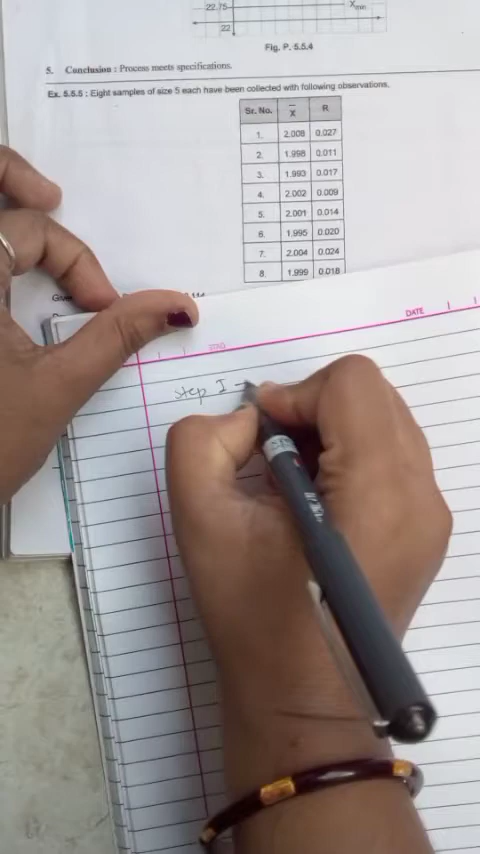 22.75
Xmin
22
Fig. P. 5.5.4
5. Conclusion : Process meets specifications.
Ex. 5.5.5 : Eight samples of size 5 each have been collected with following observations.
Sr. No. X̅ R
1. 2.008 0.027
2. 1.998 0.011
3. 1.993 0.017
4. 2.002 0.009
5. 2.001 0.014
6. 1.995 0.020
7. 2.004 0.024
8. 1.999 0.018
DATE
Step I